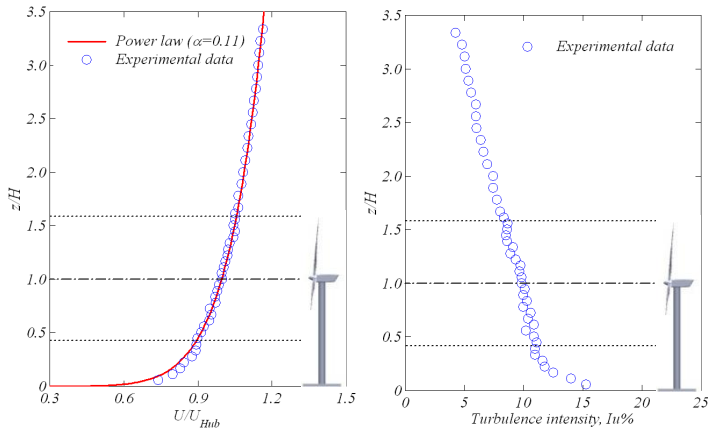 3.5
3.0
2.5
2.0
1.5
1.0
0.5
0
z/H
Power law (α=0.11)
Experimental data
0.3 0.6 0.9 1.2 1.5
U/U_Hub
3.5
3.0
2.5
2.0
1.5
1.0
0.5
0
z/H
Experimental data
0 5 10 15 20 25
Turbulence intensity, Iu%